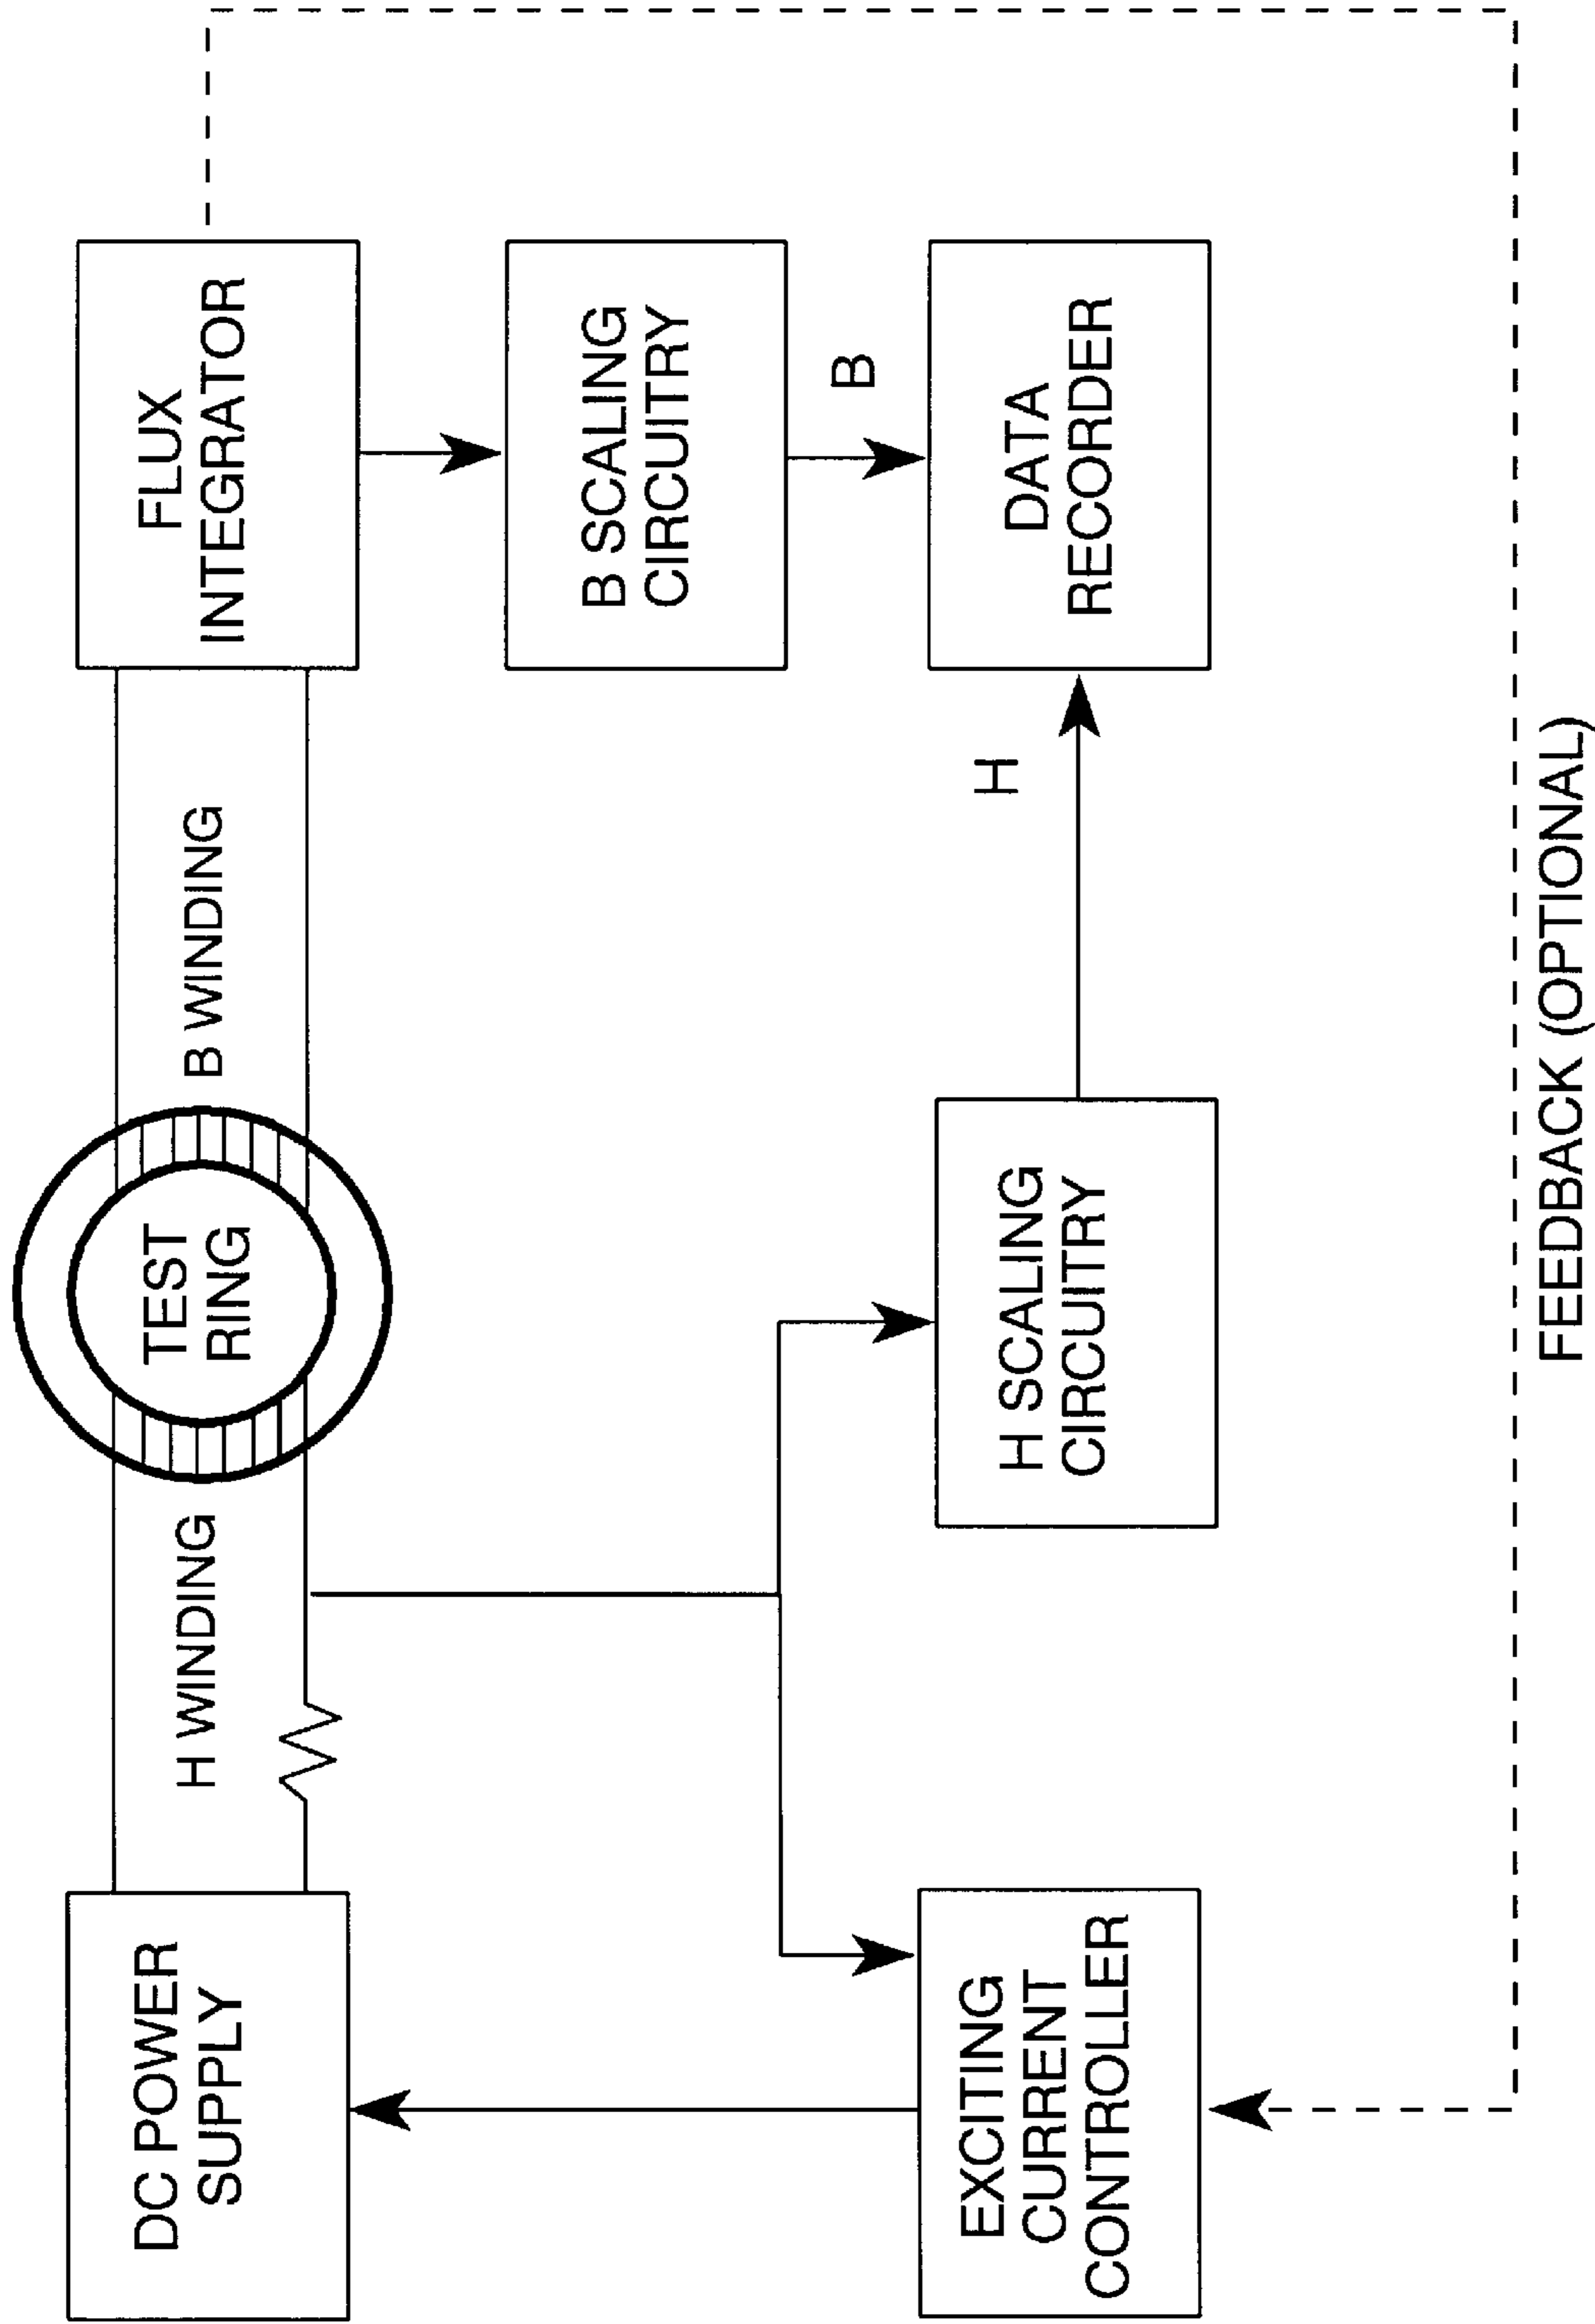 DC POWER
SUPPLY
H WINDING
TEST
RING
B WINDING
FLUX
INTEGRATOR
B SCALING
CIRCUITRY
B
EXCITING
CURRENT
CONTROLLER
H SCALING
CIRCUITRY
H
DATA
RECORDER
FEEDBACK (OPTIONAL)